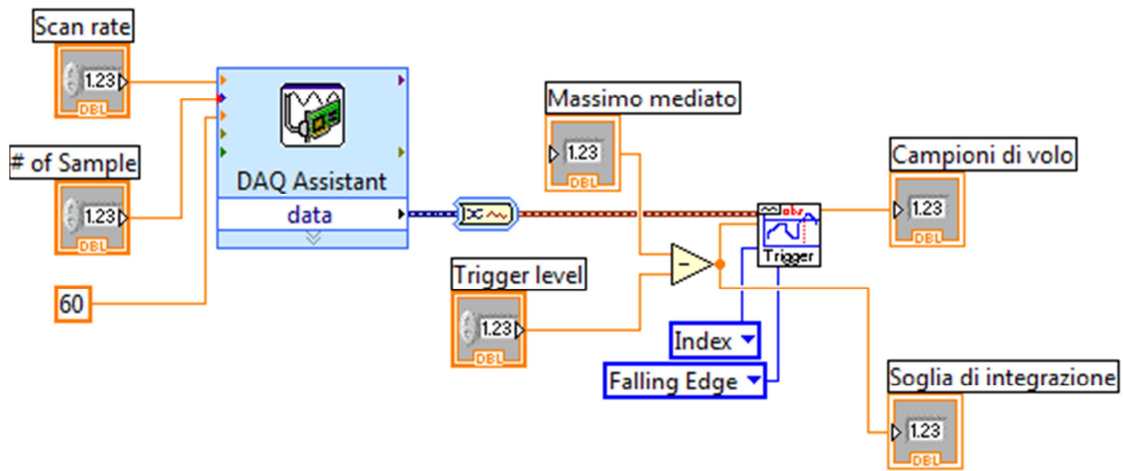 Scan rate
1.23
DBL
# of Sample
1.23
DBL
60
DAQ Assistant
data
Massimo mediato
1.23
DBL
Trigger level
1.23
DBL
abs
Trigger
Index
Falling Edge
Campioni di volo
1.23
DBL
Soglia di integrazione
1.23
DBL